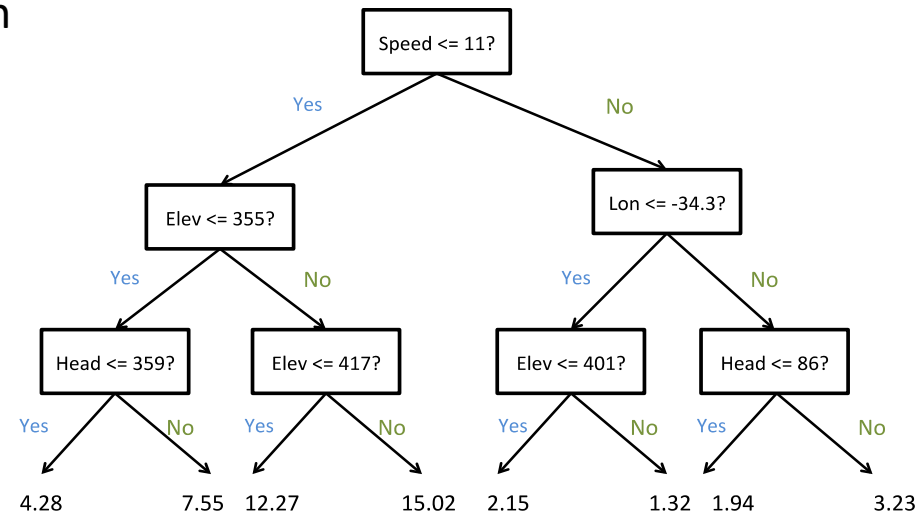 n
Speed <= 11?
Yes
No
Elev <= 355?
Lon <= -34.3?
Yes
No
Yes
No
Head <= 359?
Elev <= 417?
Elev <= 401?
Head <= 86?
Yes
No
Yes
No
Yes
No
Yes
No
4.28
7.55
12.27
15.02
2.15
1.32
1.94
3.23